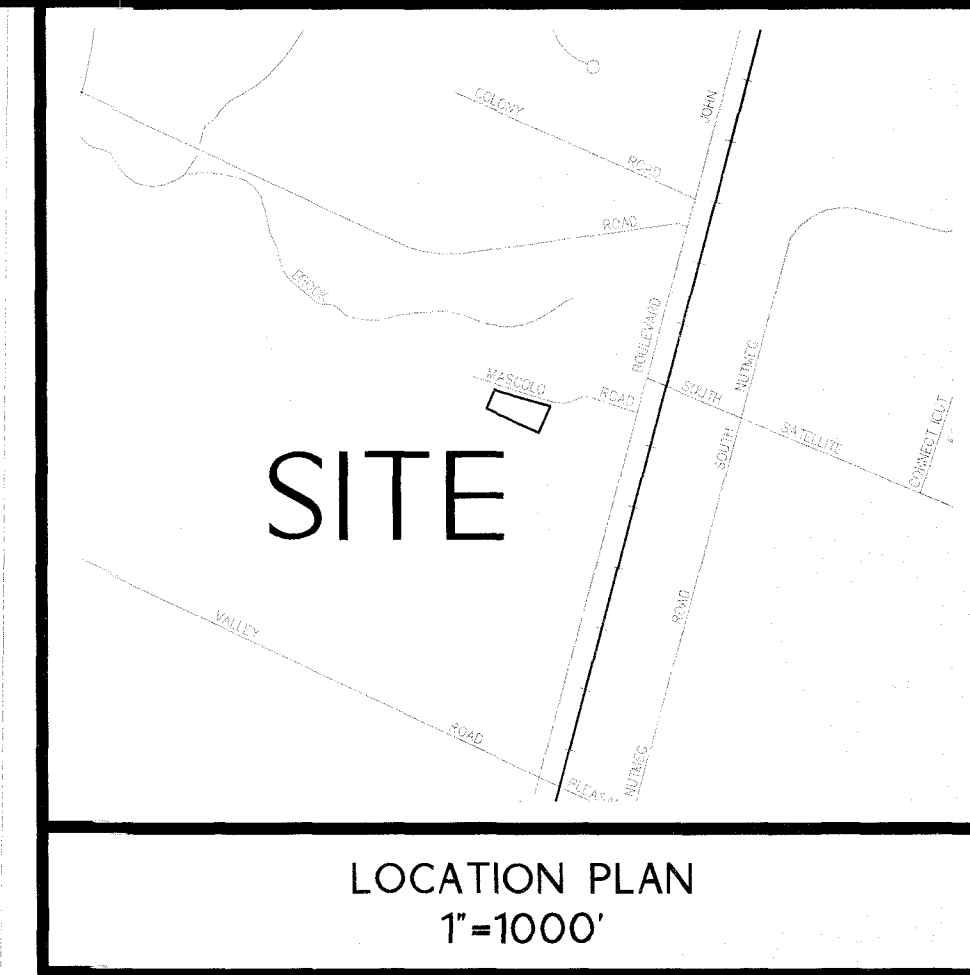 COLONY
ROAD
JOHN
ROAD
BROOK
BOULEVARD
MASCOLO
ROAD
SOUTH
NUTMEG
SATELLITE
CONNECTICUT
SOUTH
SITE
ROAD
VALLEY
ROAD
NUTMEG
LOCATION PLAN
1"=1000'